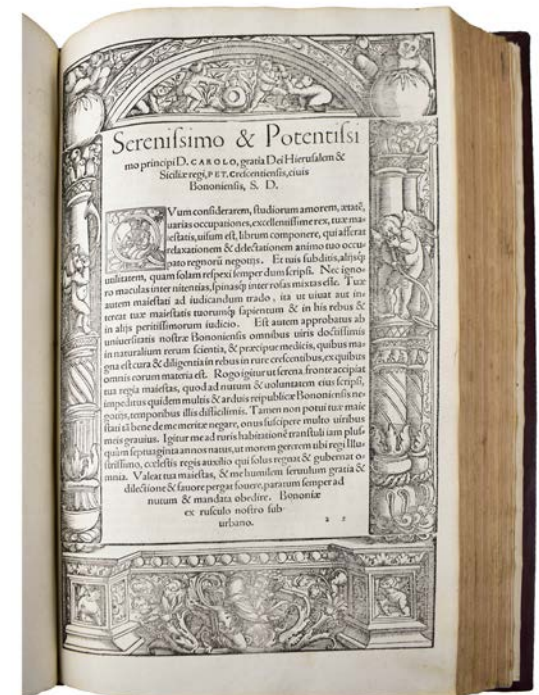 Serenissimo & Potentissi
mo principi D. CAROLO, gratia Dei Hierusalem &
Siciliæ regi, PET. Crescentiensis, ciuis
Bononiensis, S. D.
QVum considerarem, studiorum amorem, ætatē,
uarias occupationes, excellentissime rex, tuæ ma-
iestatis, uisum est, librum componere, qui afferat
relaxationem & delectationem animo tuo occu-
pato regnorū negotijs. Et tuis subditis, alijsq;
utilitatem, quam solam respexi semper dum scripsi. Nec igno-
ro maculas inter nitentias, spinasq; inter rosas mixtas esse. Tuæ
autem maiestati ad iudicandum trado, ita ut uiuat aut in-
tereat tuæ maiestatis tuorumq; sapientum & in his rebus &
in alijs peritissimorum iudicio. Est autem approbatus ab
uniuersitatis nostræ Bononiensis omnibus uiris doctissimis
in naturalium rerum scientia, & præcipue medicis, quibus ma-
gna est cura & diligentia in rebus in rure crescentibus, ex quibus
omnis eorum materia est. Rogo igitur ut serena fronte accipiat
tua regia maiestas, quod ad nutum & uoluntatem eius scripsi,
impeditus quidem multis & arduis reipublicæ Bononiensis ne-
gotijs, temporibus illis difficilimis. Tamen non potui tuæ maie
stati tā bene de me meritæ negare, onus suscipere multo uiribus
meis grauius. Igitur me ad ruris habitationē transtuli iam plus-
quàm septuaginta annos natus, ut morem gererem tibi regi Illu-
strissimo, cœlestis regis auxilio qui solus regnat & gubernat o-
mnia. Valeat tua maiestas, & me humilem seruulum gratia &
dilectione & fauore pergat fouere, paratum semper ad
nutum & mandata obedire. Bononiæ
ex rusculo nostro sub-
urbano.
a 2